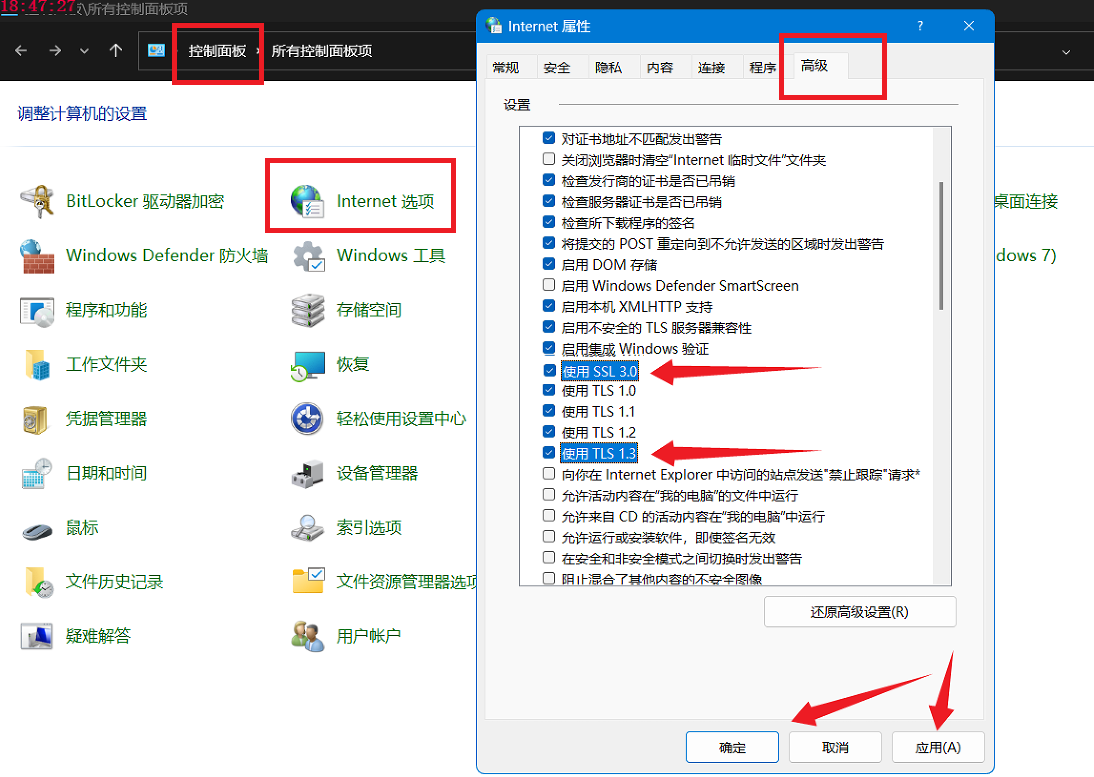 18:47:27
\所有控制面板项
控制面板 › 所有控制面板项
调整计算机的设置
BitLocker 驱动器加密
Internet 选项
桌面连接
Windows Defender 防火墙
Windows 工具
dows 7)
程序和功能
存储空间
工作文件夹
恢复
凭据管理器
轻松使用设置中心
日期和时间
设备管理器
鼠标
索引选项
文件历史记录
文件资源管理器选项
疑难解答
用户帐户
Internet 属性
常规 安全 隐私 内容 连接 程序 高级
设置
对证书地址不匹配发出警告
关闭浏览器时清空"Internet 临时文件"文件夹
检查发行商的证书是否已吊销
检查服务器证书是否已吊销
检查所下载程序的签名
将提交的 POST 重定向到不允许发送的区域时发出警告
启用 DOM 存储
启用 Windows Defender SmartScreen
启用本机 XMLHTTP 支持
启用不安全的 TLS 服务器兼容性
启用集成 Windows 验证
使用 SSL 3.0
使用 TLS 1.0
使用 TLS 1.1
使用 TLS 1.2
使用 TLS 1.3
向你在 Internet Explorer 中访问的站点发送"禁止跟踪"请求*
允许活动内容在"我的电脑"的文件中运行
允许来自 CD 的活动内容在"我的电脑"中运行
允许运行或安装软件，即使签名无效
在安全和非安全模式之间切换时发出警告
阻止混合了其他内容的不安全图像
还原高级设置(R)
确定 取消 应用(A)